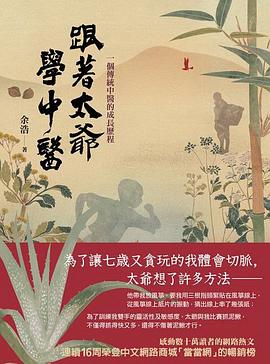 跟著太爺
學中醫
一個傳統中醫的成長歷程
余浩 著
為了讓七歲又貪玩的我體會切脈,
太爺想了許多方法——
他帶我放風箏,要我用三根指頭緊貼在風箏線上,
從風箏線上紙片的振動,猜出線上串了幾張紙;
為了訓練我雙手的靈活性及敏感度,太爺與我比賽抓泥鰍,
不僅得抓得快又多,還得不傷著泥鰍才行。
感動數十萬讀者的網路熱文
連續16周榮登中文網路商城「當當網」的暢銷榜